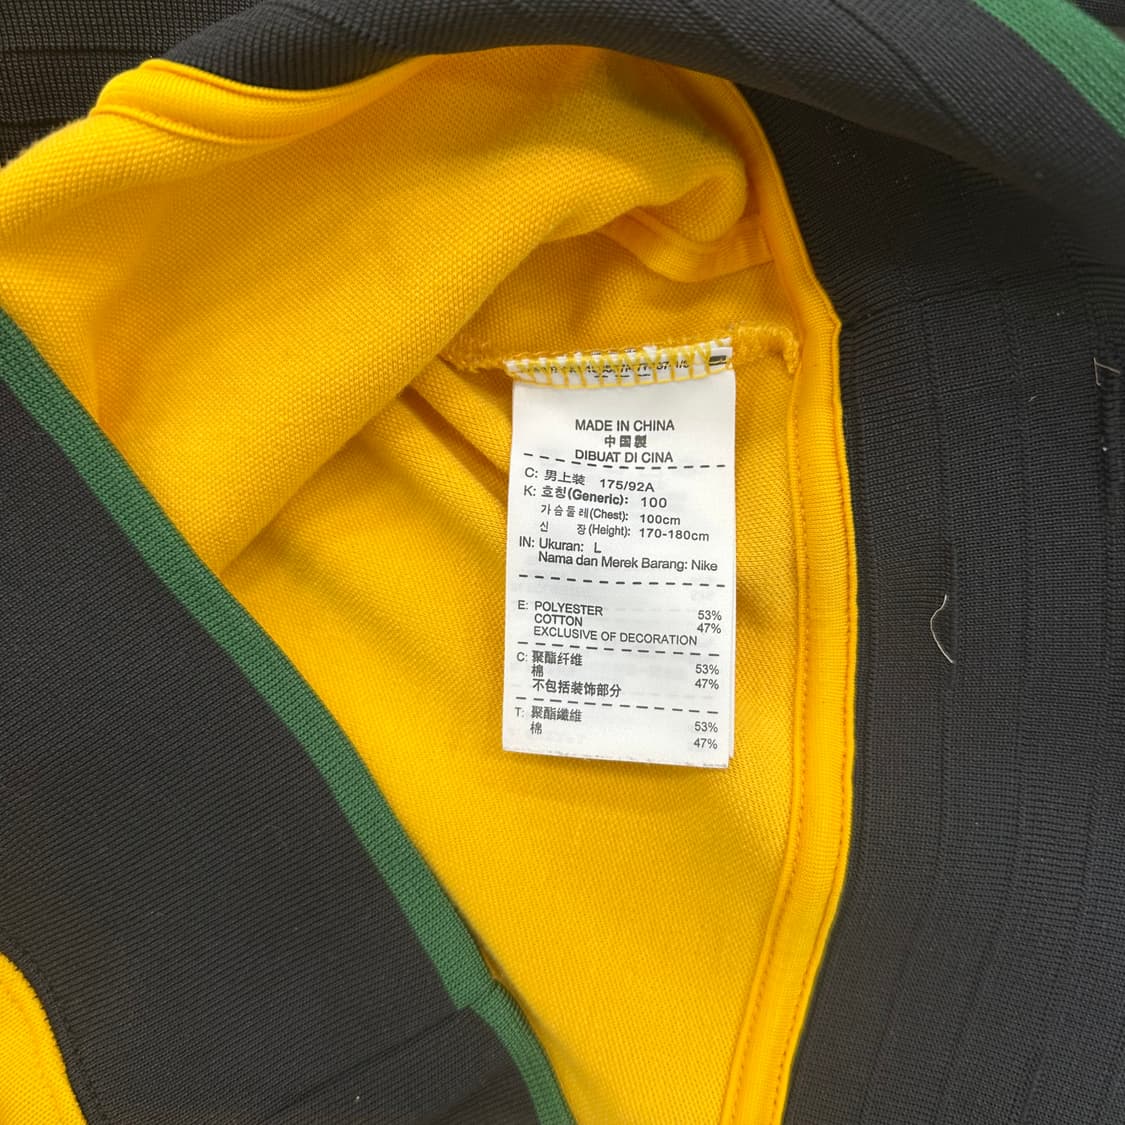 MADE IN CHINA
中国製
DIBUAT DI CINA
C: 男上装 175/92A
K: 호칭(Generic): 100
가슴둘레(Chest): 100cm
신 장(Height): 170-180cm
IN: Ukuran: L
Nama dan Merek Barang: Nike
E: POLYESTER 53%
COTTON 47%
EXCLUSIVE OF DECORATION
C: 聚酯纤维 53%
棉 47%
不包括装饰部分
T: 聚酯纖維 53%
棉 47%